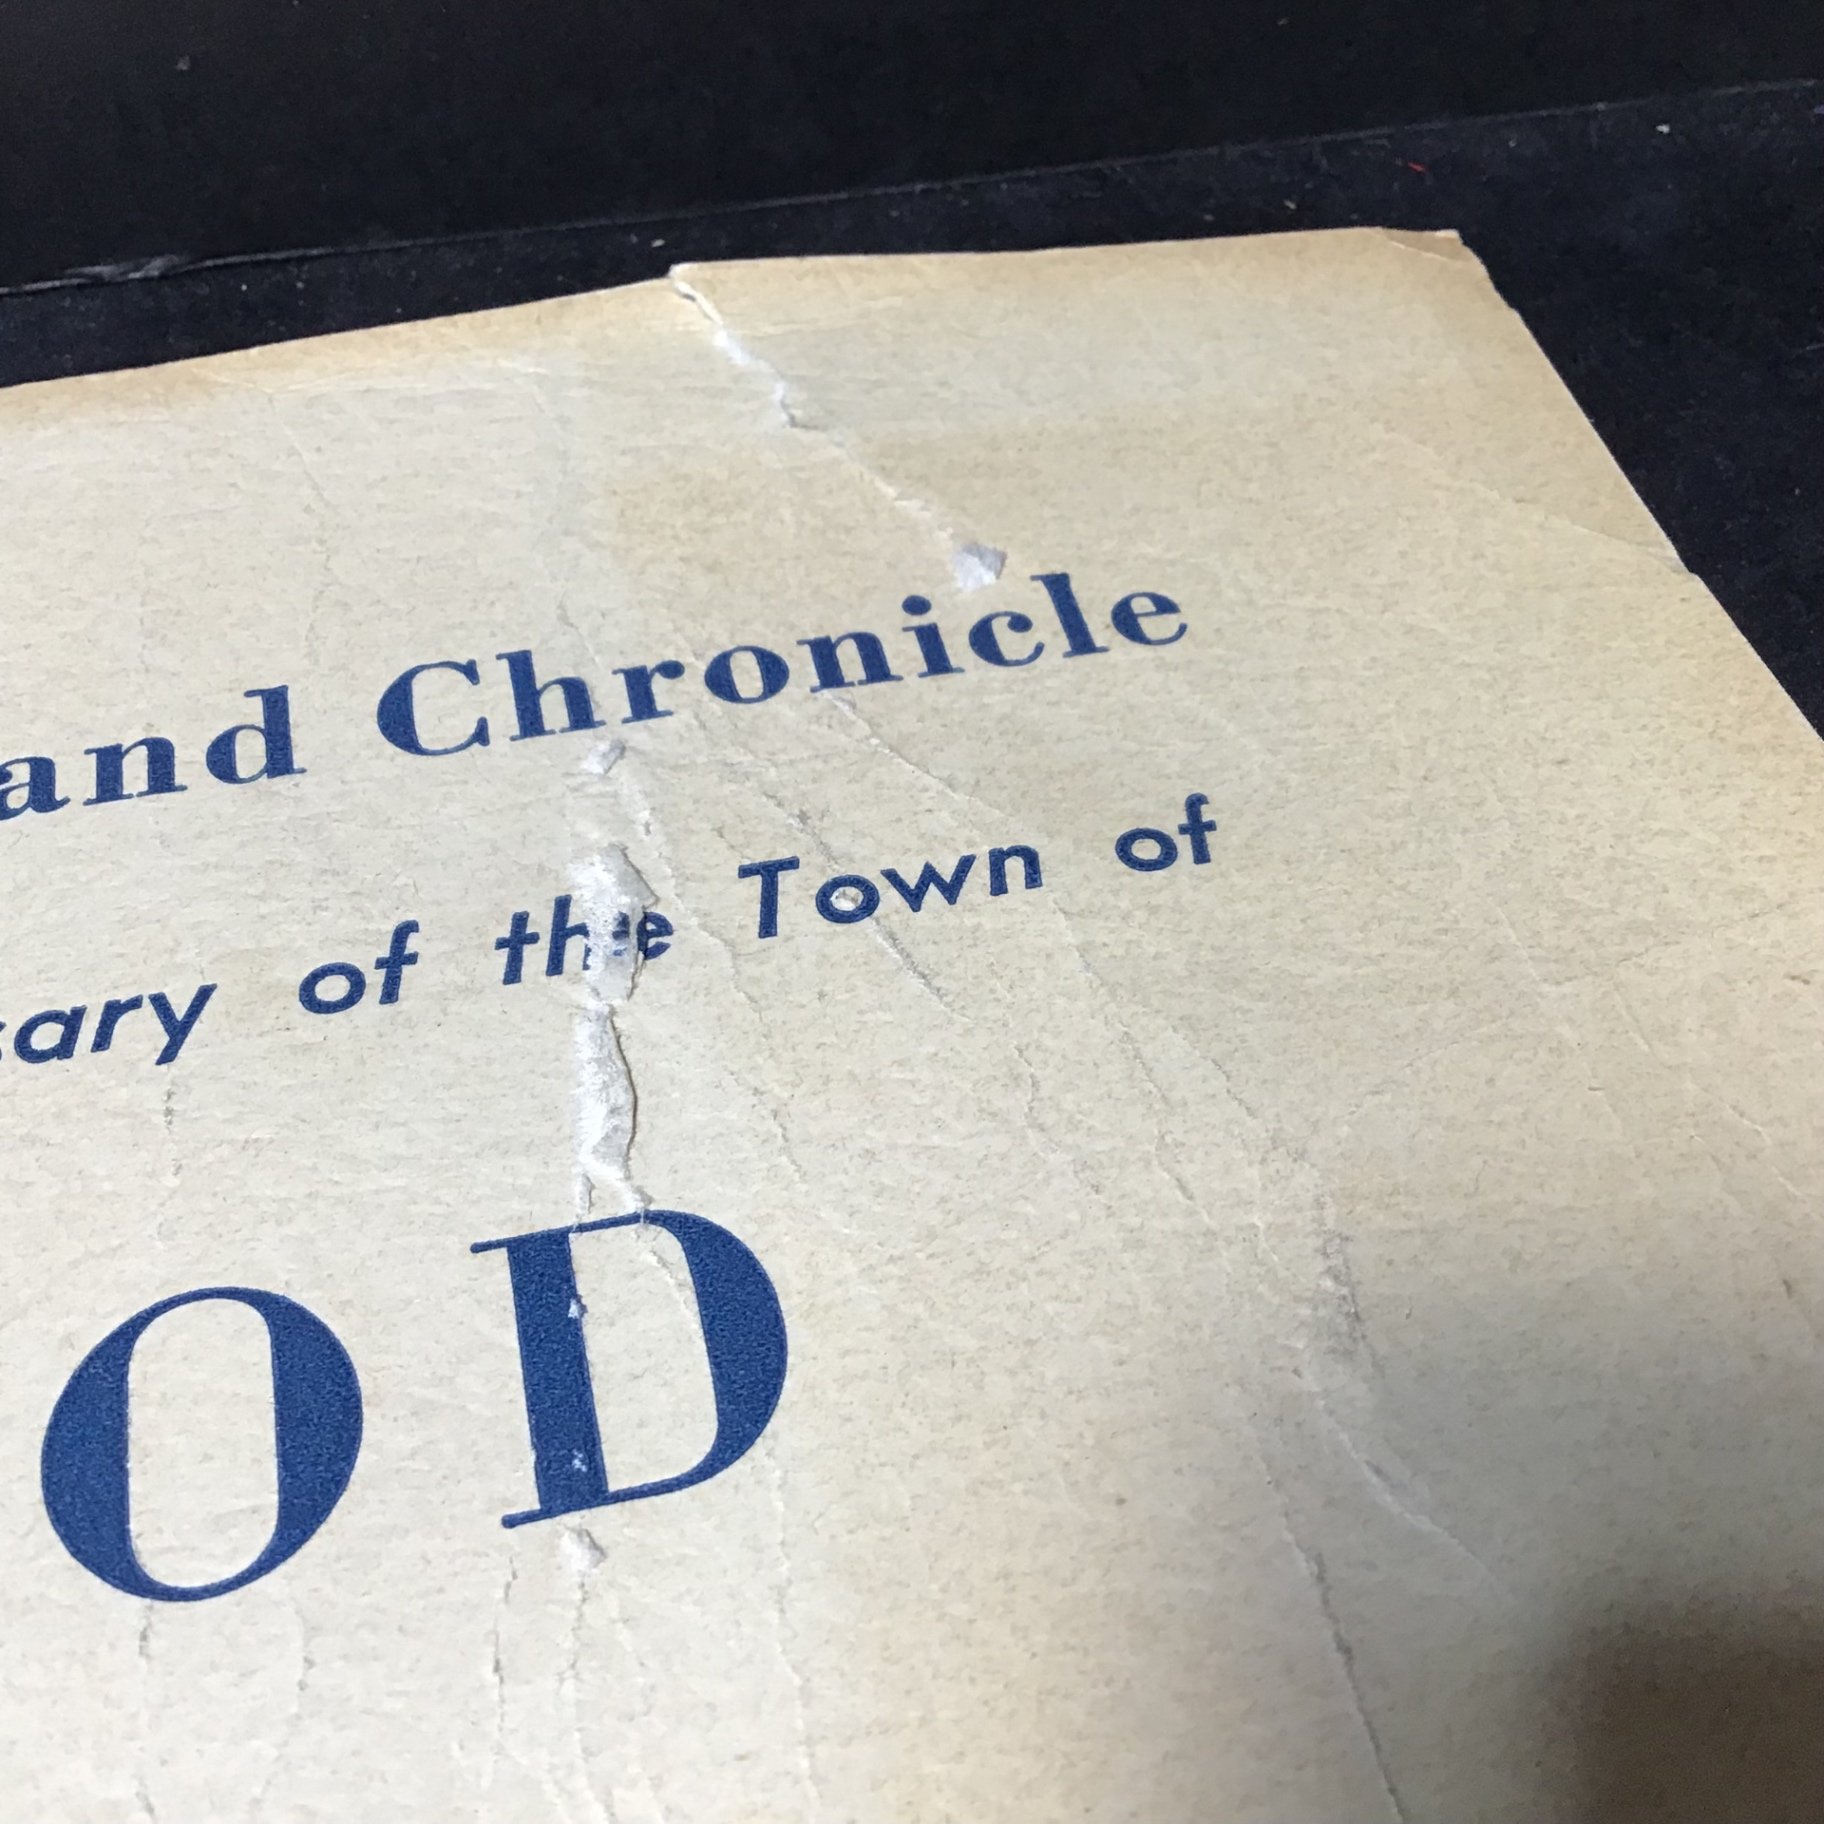 and Chronicle
sary of the Town of
OD